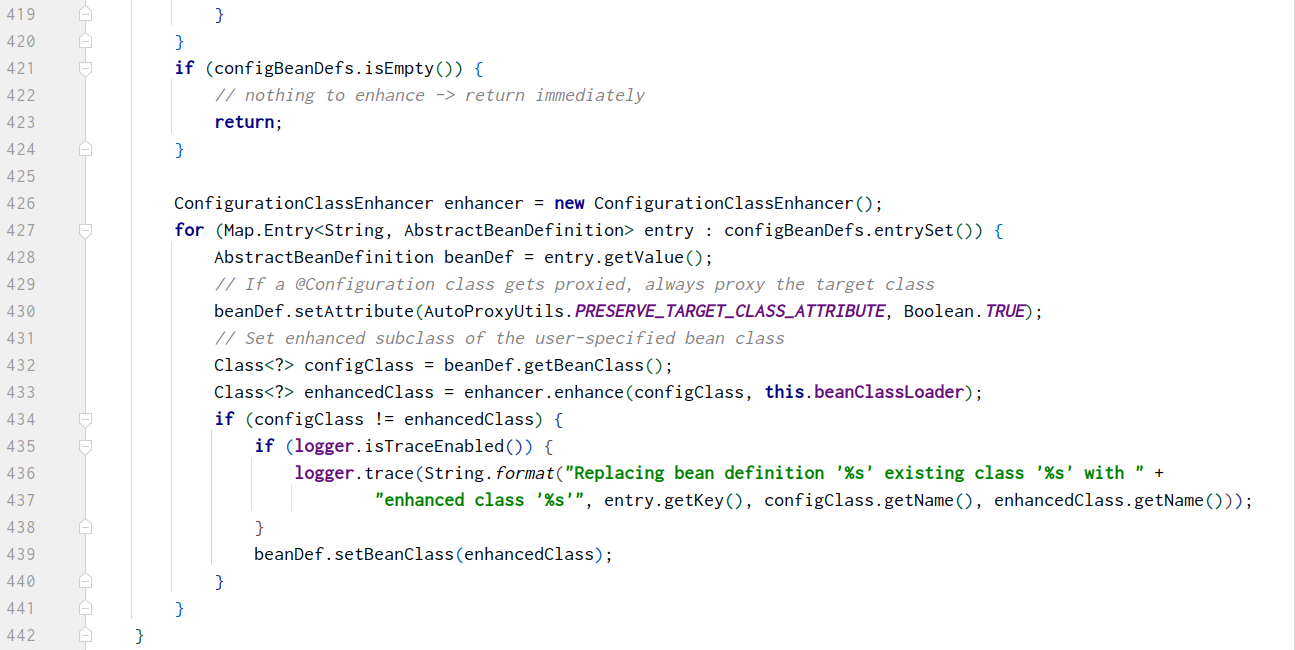 419 }
420 }
421 if (configBeanDefs.isEmpty()) {
422 // nothing to enhance -> return immediately
423 return;
424 }
425
426 ConfigurationClassEnhancer enhancer = new ConfigurationClassEnhancer();
427 for (Map.Entry<String, AbstractBeanDefinition> entry : configBeanDefs.entrySet()) {
428 AbstractBeanDefinition beanDef = entry.getValue();
429 // If a @Configuration class gets proxied, always proxy the target class
430 beanDef.setAttribute(AutoProxyUtils.PRESERVE_TARGET_CLASS_ATTRIBUTE, Boolean.TRUE);
431 // Set enhanced subclass of the user-specified bean class
432 Class<?> configClass = beanDef.getBeanClass();
433 Class<?> enhancedClass = enhancer.enhance(configClass, this.beanClassLoader);
434 if (configClass != enhancedClass) {
435 if (logger.isTraceEnabled()) {
436 logger.trace(String.format("Replacing bean definition '%s' existing class '%s' with " +
437 "enhanced class '%s'", entry.getKey(), configClass.getName(), enhancedClass.getName()));
438 }
439 beanDef.setBeanClass(enhancedClass);
440 }
441 }
442 }